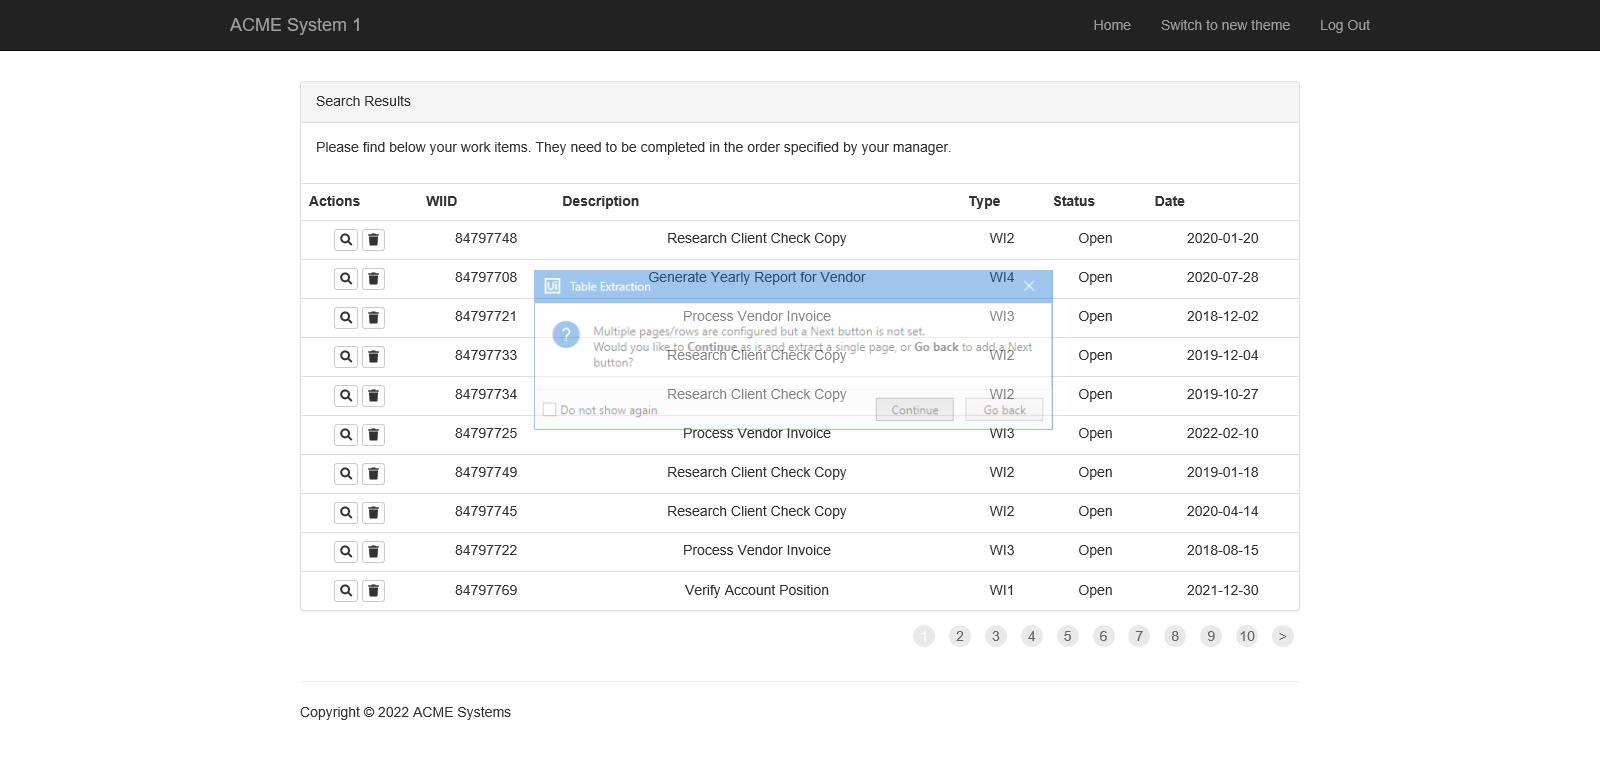 ACME System 1 Home Switch to new theme Log Out
Search Results
Please find below your work items. They need to be completed in the order specified by your manager.
Actions WIID Description Type Status Date
84797748 Research Client Check Copy WI2 Open 2020-01-20
84797708 Generate Yearly Report for Vendor WI4 Open 2020-07-28
Ui Table Extraction
84797721 Process Vendor Invoice WI3 Open 2018-12-02
? Multiple pages/rows are configured but a Next button is not set.
Would you like to Continue as is and extract a single page, or Go back to add a Next
button?
84797733 Research Client Check Copy WI2 Open 2019-12-04
84797734 Research Client Check Copy WI2 Open 2019-10-27
Do not show again Continue Go back
84797725 Process Vendor Invoice WI3 Open 2022-02-10
84797749 Research Client Check Copy WI2 Open 2019-01-18
84797745 Research Client Check Copy WI2 Open 2020-04-14
84797722 Process Vendor Invoice WI3 Open 2018-08-15
84797769 Verify Account Position WI1 Open 2021-12-30
1 2 3 4 5 6 7 8 9 10 >
Copyright © 2022 ACME Systems